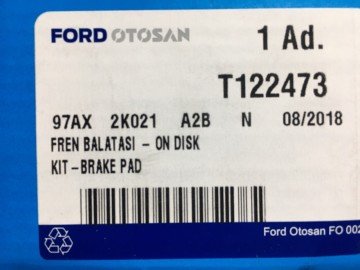 FORD OTOSAN 1 Ad.
T122473
97AX 2K021 A2B N 08/2018
FREN BALATASI - ON DISK
KIT-BRAKE PAD
Ford Otosan FO 002